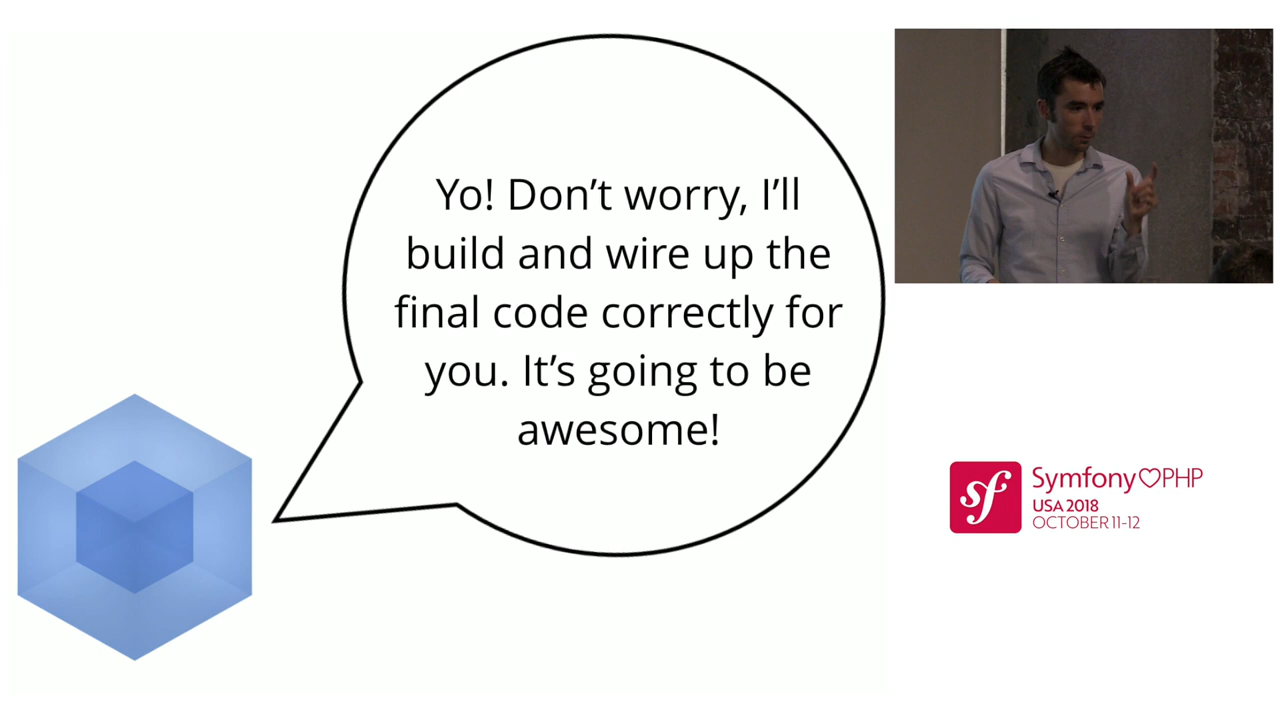 Yo! Don’t worry, I’ll
build and wire up the
final code correctly for
you. It’s going to be
awesome!
sf
Symfony♡PHP
USA 2018
OCTOBER 11-12